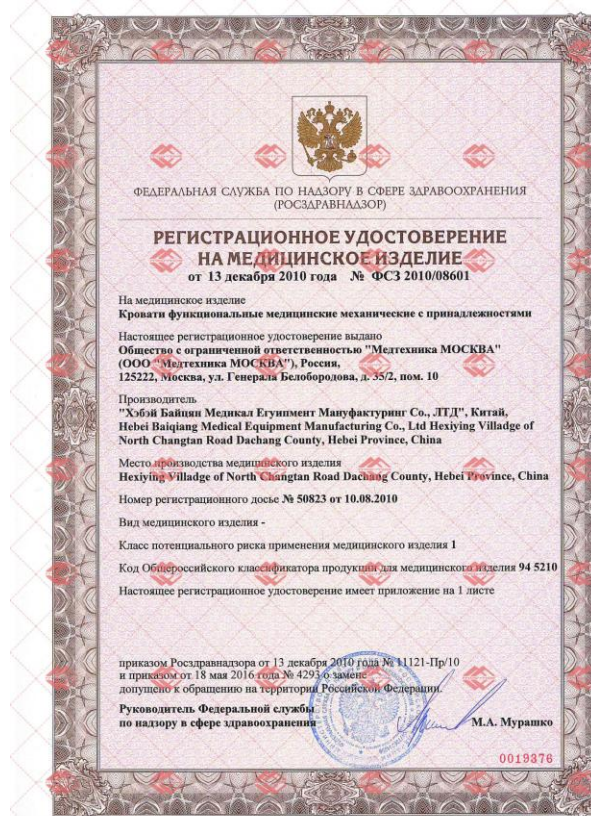 ФЕДЕРАЛЬНАЯ СЛУЖБА ПО НАДЗОРУ В СФЕРЕ ЗДРАВООХРАНЕНИЯ
(РОСЗДРАВНАДЗОР)
РЕГИСТРАЦИОННОЕ УДОСТОВЕРЕНИЕ
НА МЕДИЦИНСКОЕ ИЗДЕЛИЕ
от 13 декабря 2010 года № ФСЗ 2010/08601
На медицинское изделие
Кровати функциональные медицинские механические с принадлежностями
Настоящее регистрационное удостоверение выдано
Общество с ограниченной ответственностью "Медтехника МОСКВА"
(ООО "Медтехника МОСКВА"), Россия,
125222, Москва, ул. Генерала Белобородова, д. 35/2, пом. 10
Производитель
"Хэбэй Байцян Медикал Егуипмент Мануфактуринг Со., ЛТД", Китай,
Hebei Baiqiang Medical Equipment Manufacturing Co., Ltd Hexiying Villadge of
North Changtan Road Dachang County, Hebei Province, China
Место производства медицинского изделия
Hexiying Villadge of North Changtan Road Dachang County, Hebei Province, China
Номер регистрационного досье № 50823 от 10.08.2010
Вид медицинского изделия -
Класс потенциального риска применения медицинского изделия 1
Код Общероссийского классификатора продукции для медицинского изделия 94 5210
Настоящее регистрационное удостоверение имеет приложение на 1 листе
приказом Росздравнадзора от 13 декабря 2010 года № 11121-Пр/10
и приказом от 18 мая 2016 года № 4293 о замене
допущено к обращению на территории Российской Федерации.
Руководитель Федеральной службы
по надзору в сфере здравоохранения
М.А. Мурашко
0019376